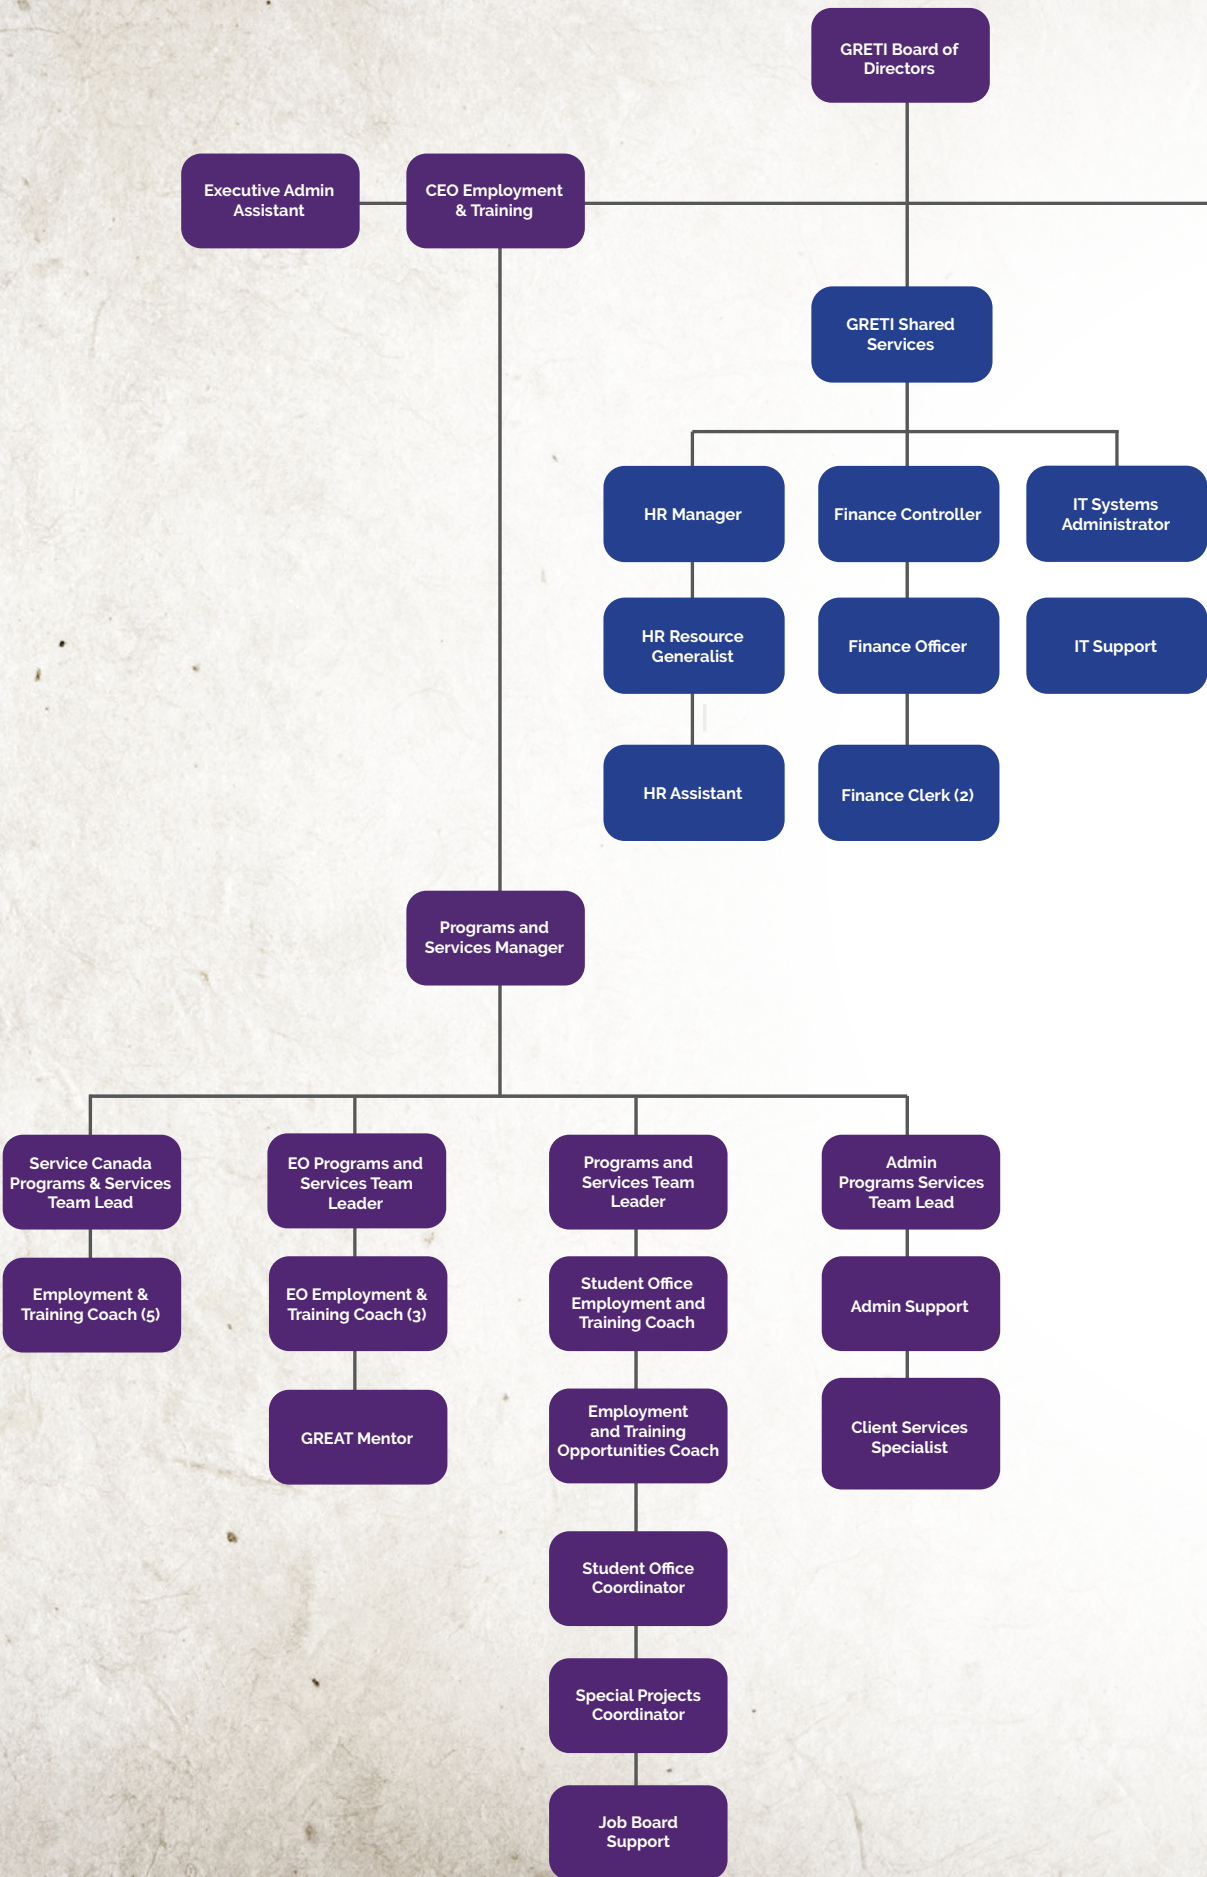 GRETI Board of
Directors
Executive Admin
Assistant
CEO Employment
& Training
GRETI Shared
Services
HR Manager
Finance Controller
IT Systems
Administrator
HR Resource
Generalist
Finance Officer
IT Support
HR Assistant
Finance Clerk (2)
Programs and
Services Manager
Service Canada
Programs & Services
Team Lead
EO Programs and
Services Team
Leader
Programs and
Services Team
Leader
Admin
Programs Services
Team Lead
Employment &
Training Coach (5)
EO Employment &
Training Coach (3)
Student Office
Employment and
Training Coach
Admin Support
GREAT Mentor
Employment
and Training
Opportunities Coach
Client Services
Specialist
Student Office
Coordinator
Special Projects
Coordinator
Job Board
Support